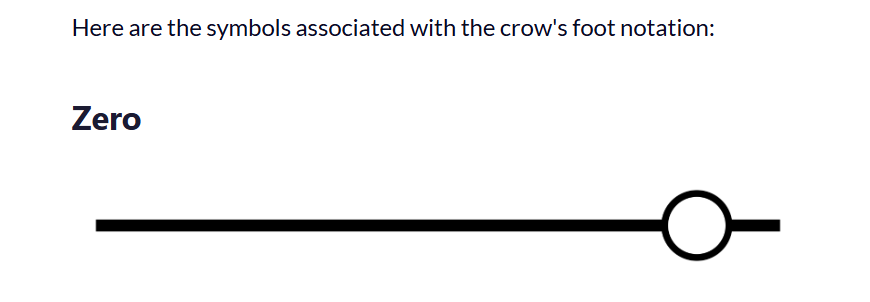 Here are the symbols associated with the crow's foot notation:
Zero